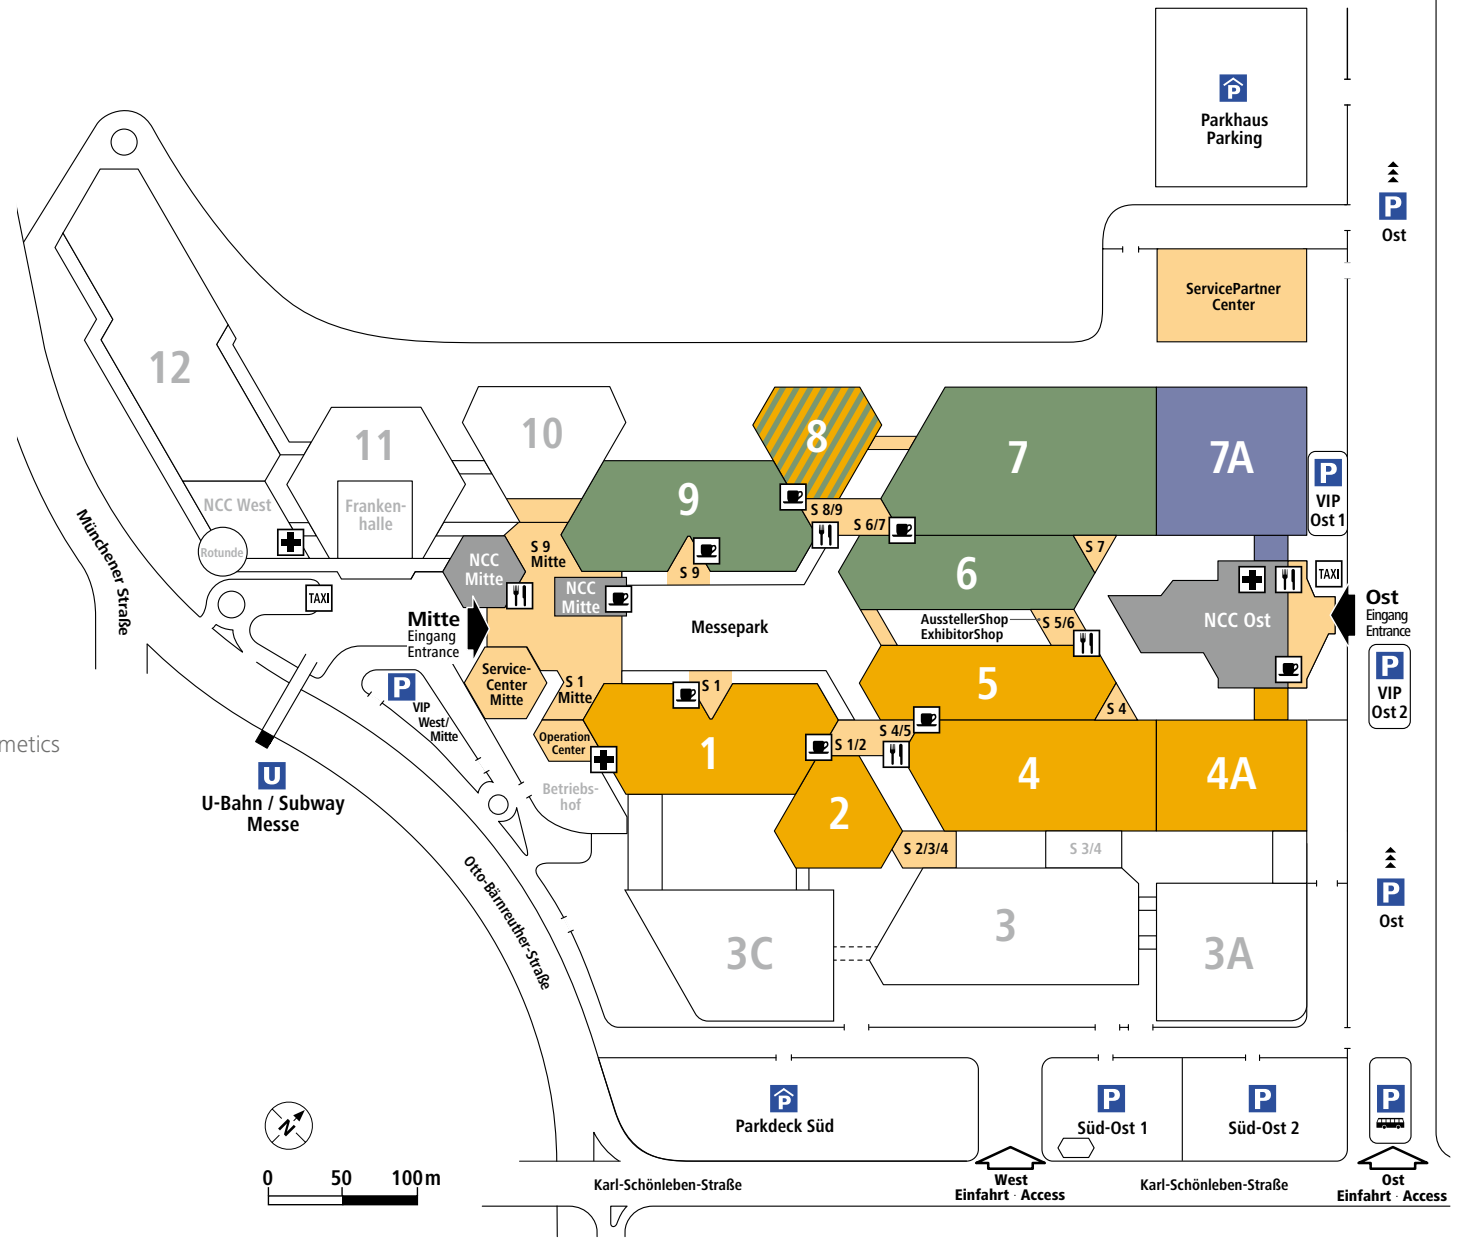 P
Parkhaus
Parking
P
Ost
ServicePartner
Center
12
11
10
8
7
7A
9
P
VIP
Ost 1
NCC West
Franken-
halle
Rotunde
S 8/9
S 6/7
S 9
Mitte
NCC
Mitte
S 9
NCC
Mitte
6
S 7
TAXI
TAXI
NCC Ost
Ost
Eingang
Entrance
Münchener Straße
Mitte
Eingang
Entrance
Messepark
AusstellerShop
ExhibitorShop
S 5/6
P
VIP
Ost 2
Service-
Center
Mitte
S 1
Mitte
S 1
5
S 4
P
VIP
West/
Mitte
Operation
Center
1
S 1/2
S 4/5
4
4A
metics
U
U-Bahn / Subway
Messe
Betriebs-
hof
2
S 2/3/4
S 3/4
P
Ost
Otto-Bärnreuther-Straße
3C
3
3A
P
Parkdeck Süd
P
Süd-Ost 1
P
Süd-Ost 2
P
N
0 50 100 m
Karl-Schönleben-Straße
West
Einfahrt · Access
Karl-Schönleben-Straße
Ost
Einfahrt · Access